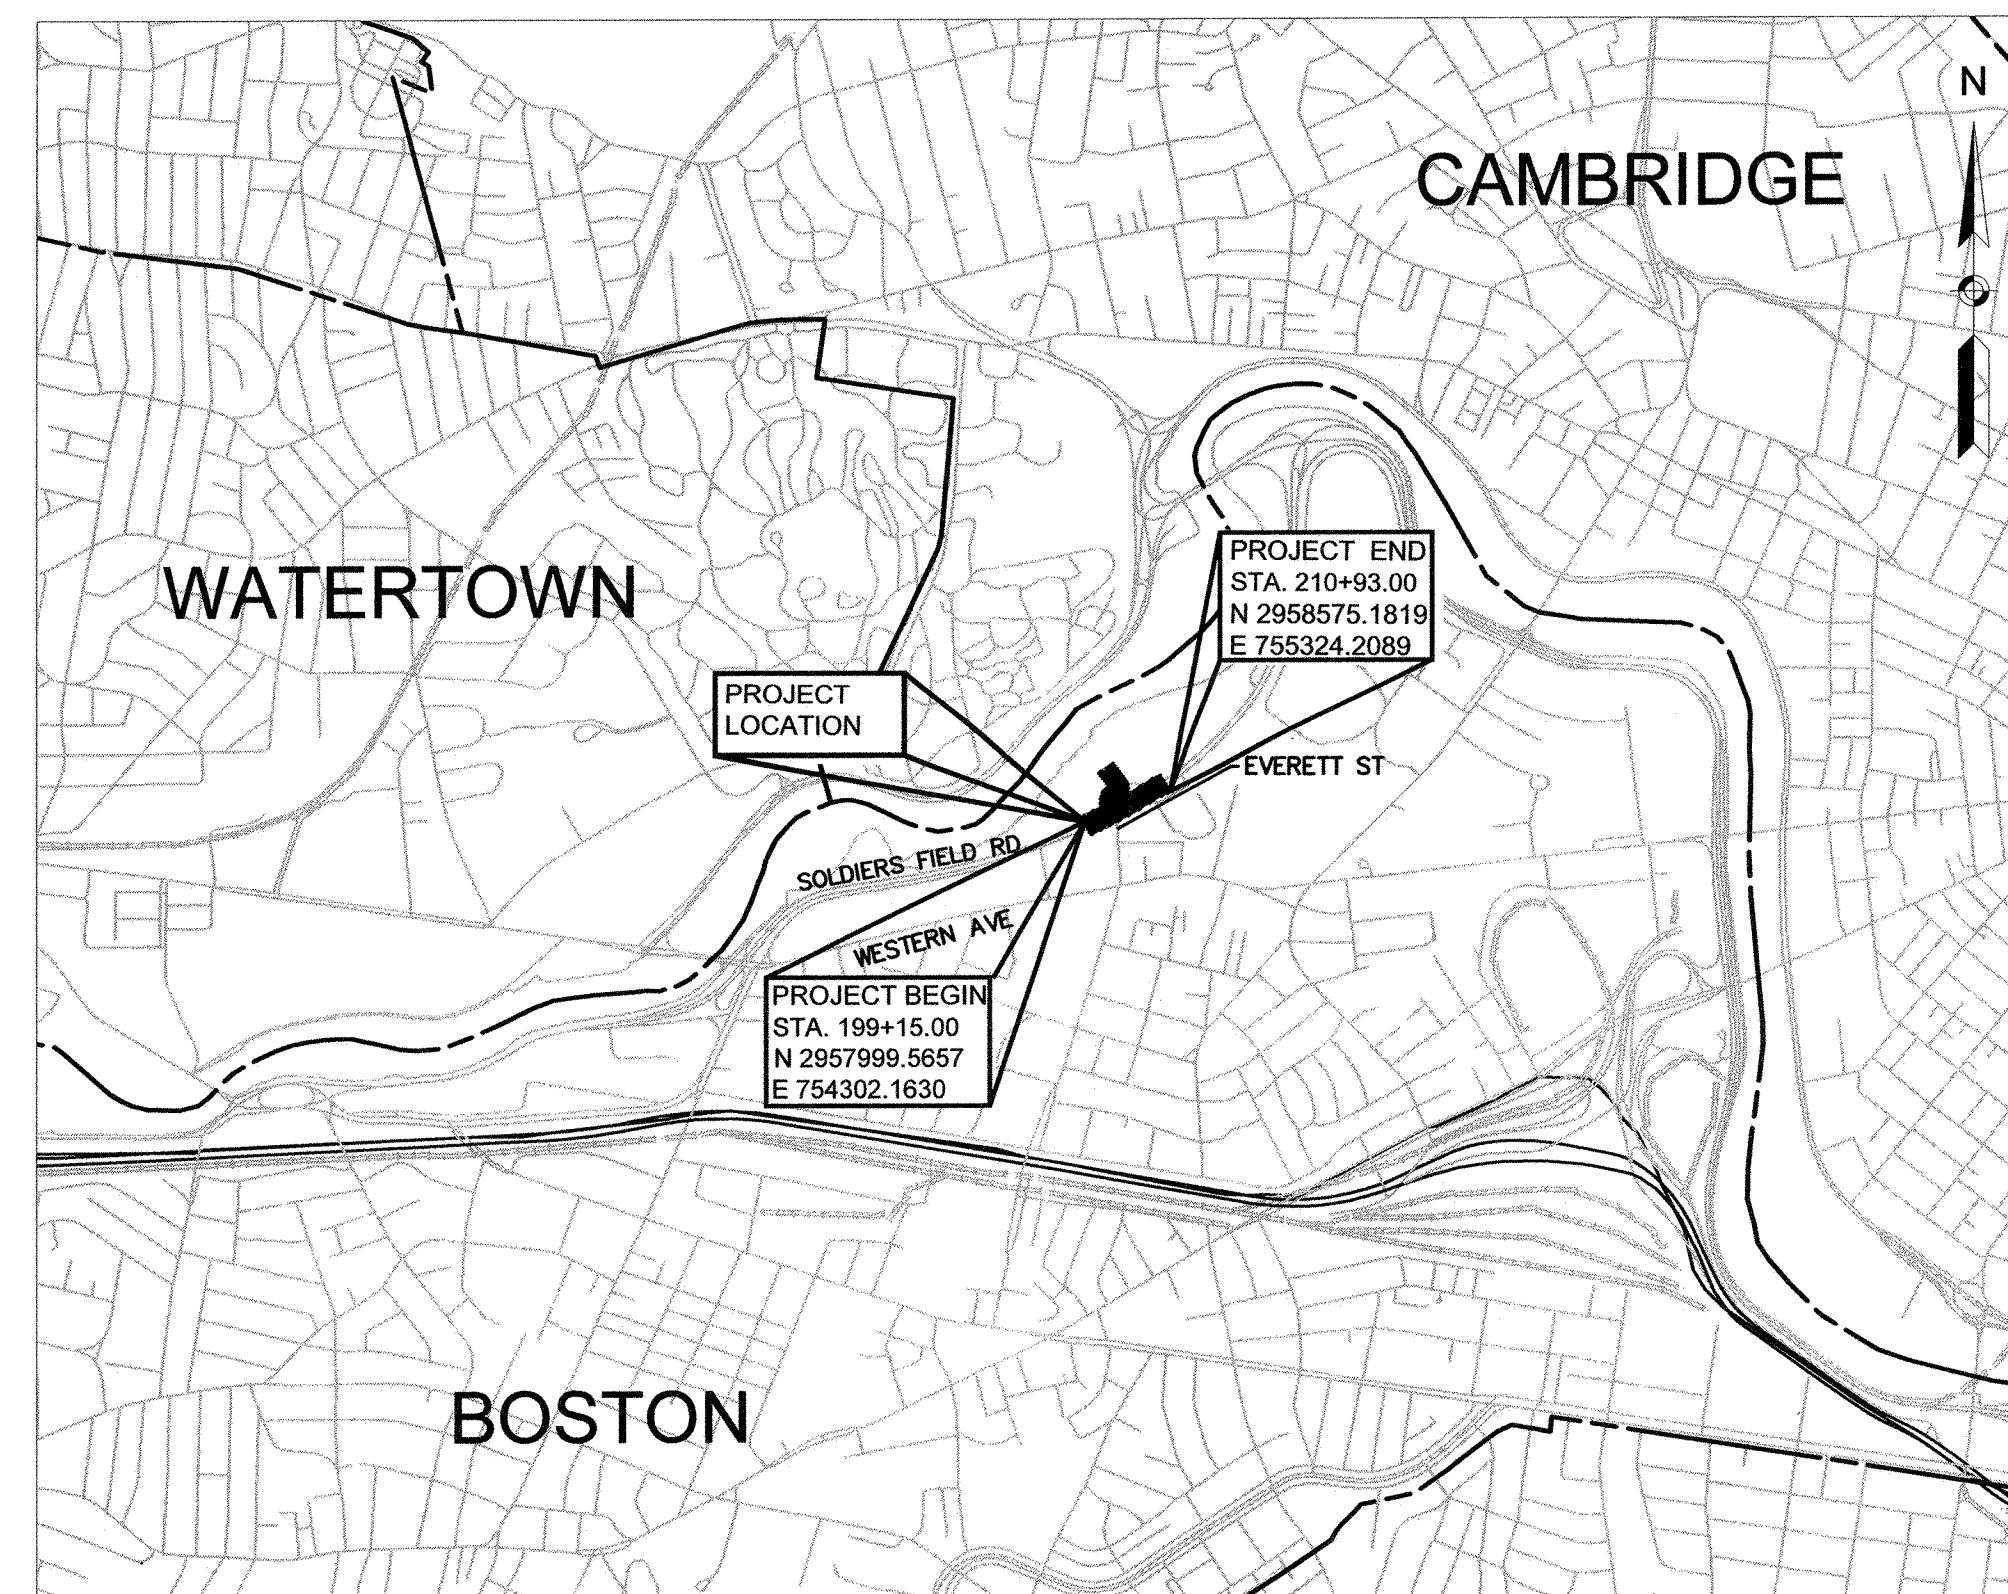 N
CAMBRIDGE
WATERTOWN
PROJECT END
STA. 210+93.00
N 2958575.1819
E 755324.2089
PROJECT
LOCATION
EVERETT ST
SOLDIERS FIELD RD
WESTERN AVE
PROJECT BEGIN
STA. 199+15.00
N 2957999.5657
E 754302.1630
BOSTON